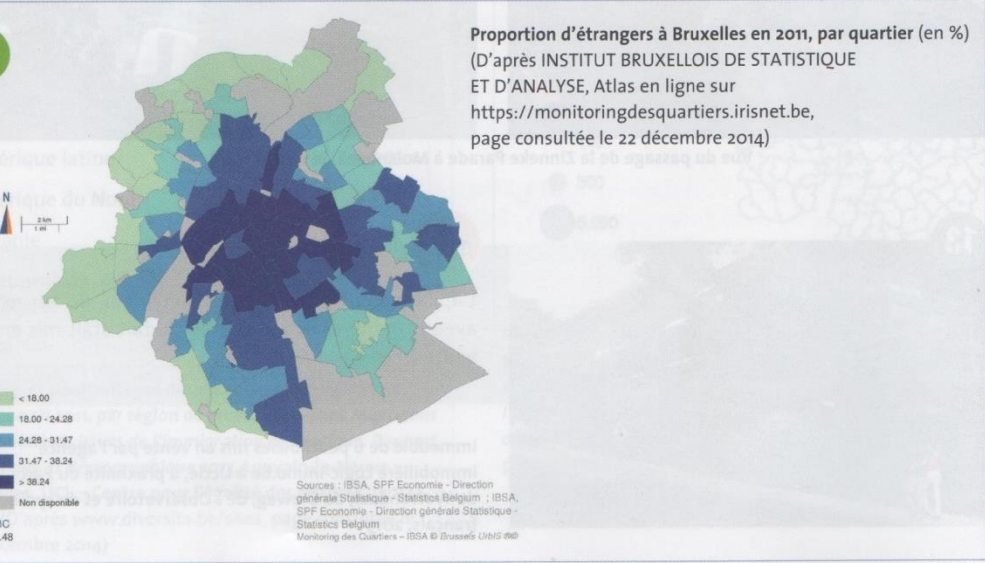 Proportion d'étrangers à Bruxelles en 2011, par quartier (en %)
(D'après INSTITUT BRUXELLOIS DE STATISTIQUE
ET D'ANALYSE, Atlas en ligne sur
https://monitoringdesquartiers.irisnet.be,
page consultée le 22 décembre 2014)
N
2 km
1 mi
< 18.00
18.00 - 24.28
24.28 - 31.47
31.47 - 38.24
> 38.24
Non disponible
Sources : IBSA, SPF Economie - Direction
générale Statistique - Statistics Belgium ; IBSA,
SPF Economie - Direction générale Statistique -
Statistics Belgium
Monitoring des Quartiers – IBSA © Brussels UrbIS